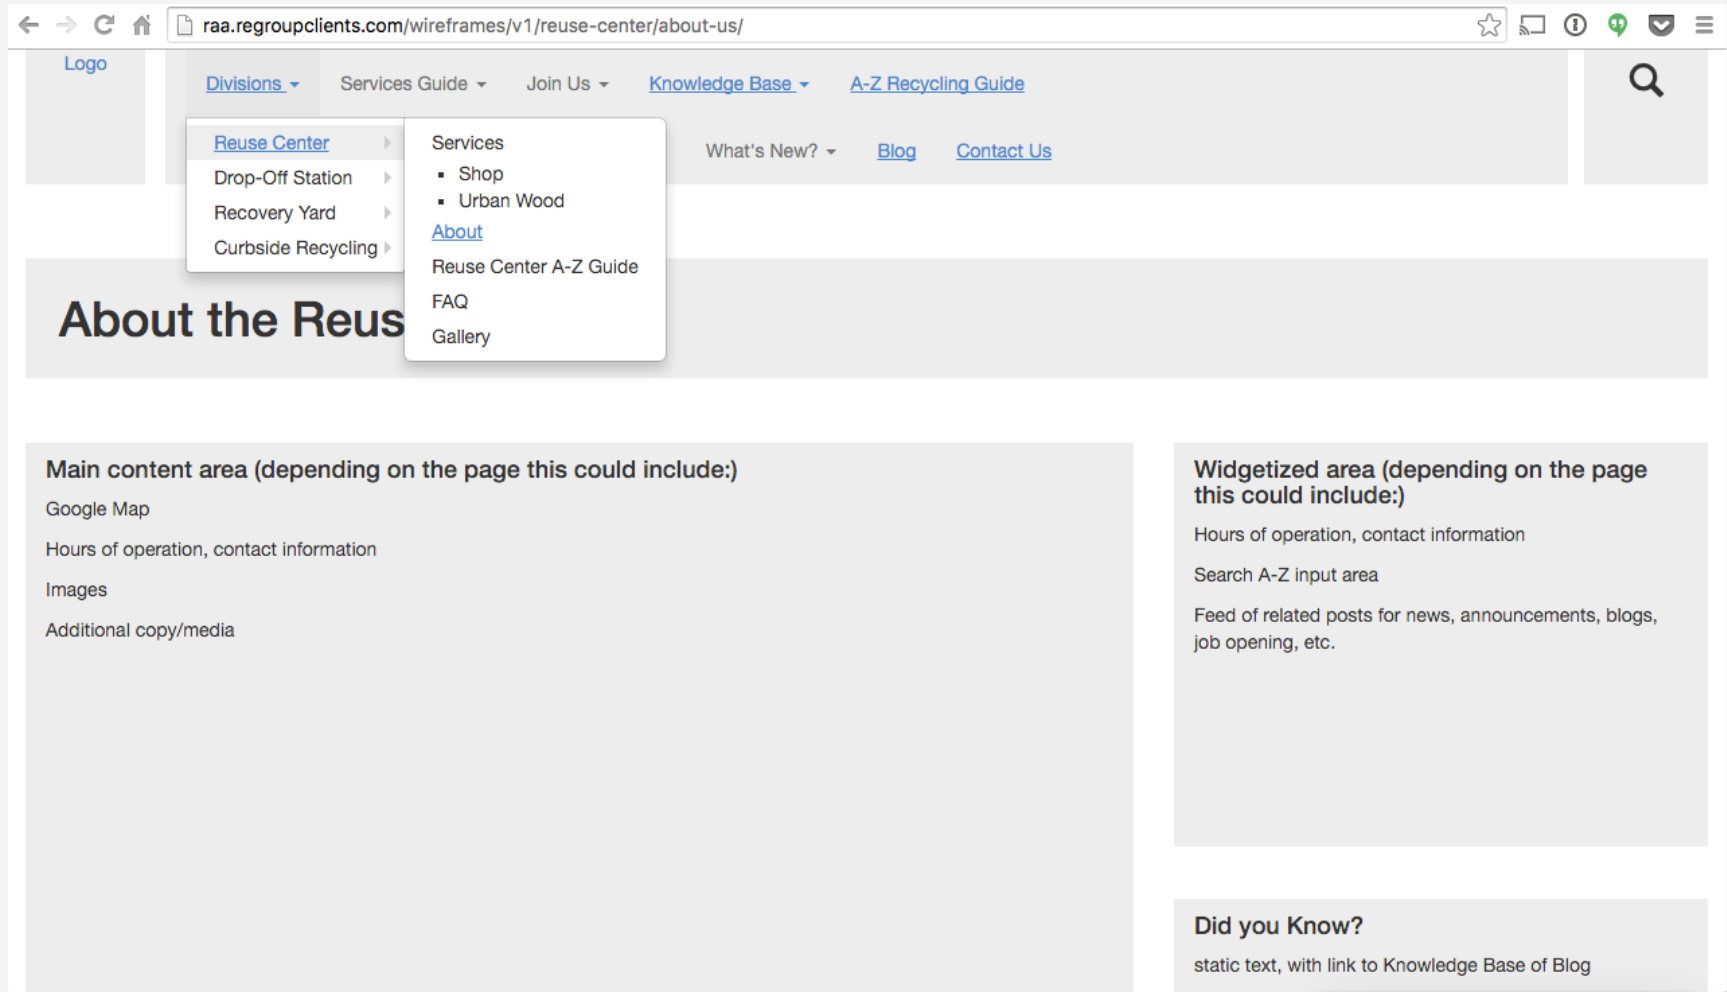 raa.regroupclients.com/wireframes/v1/reuse-center/about-us/
Logo
Divisions
Services Guide
Join Us
Knowledge Base
A-Z Recycling Guide
What's New?
Blog
Contact Us
Reuse Center
Drop-Off Station
Recovery Yard
Curbside Recycling
Services
Shop
Urban Wood
About
Reuse Center A-Z Guide
FAQ
Gallery
About the Reus
Main content area (depending on the page this could include:)
Google Map
Hours of operation, contact information
Images
Additional copy/media
Widgetized area (depending on the page
this could include:)
Hours of operation, contact information
Search A-Z input area
Feed of related posts for news, announcements, blogs,
job opening, etc.
Did you Know?
static text, with link to Knowledge Base of Blog